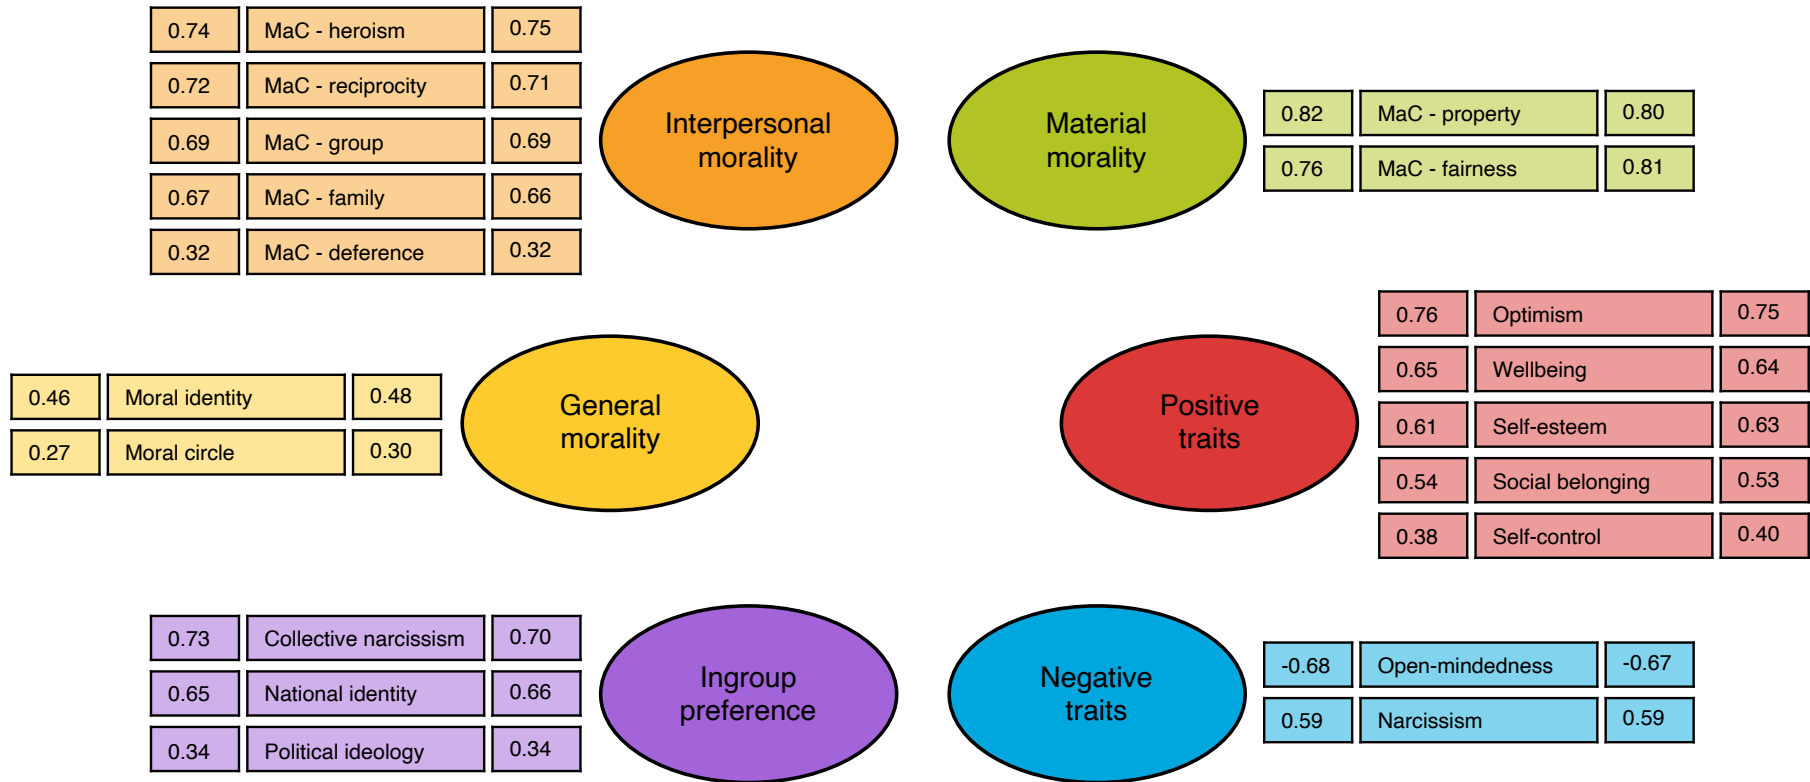 0.74 MaC - heroism 0.75
0.72 MaC - reciprocity 0.71
0.69 MaC - group 0.69
0.67 MaC - family 0.66
0.32 MaC - deference 0.32
Interpersonal
morality
Material
morality
0.82 MaC - property 0.80
0.76 MaC - fairness 0.81
0.46 Moral identity 0.48
0.27 Moral circle 0.30
General
morality
Positive
traits
0.76 Optimism 0.75
0.65 Wellbeing 0.64
0.61 Self-esteem 0.63
0.54 Social belonging 0.53
0.38 Self-control 0.40
0.73 Collective narcissism 0.70
0.65 National identity 0.66
0.34 Political ideology 0.34
Ingroup
preference
Negative
traits
-0.68 Open-mindedness -0.67
0.59 Narcissism 0.59